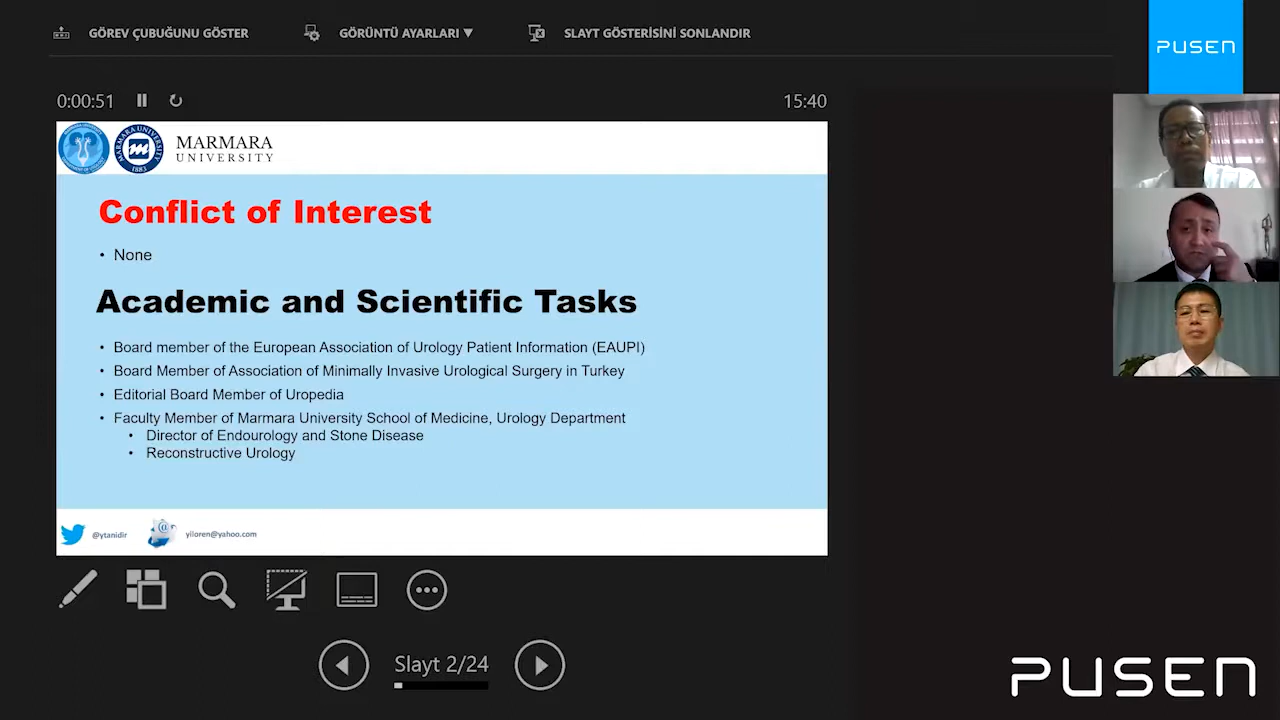 GÖREV ÇUBUĞUNU GÖSTER
GÖRÜNTÜ AYARLARI ▼
SLAYT GÖSTERİSİNİ SONLANDIR
PUSEN
0:00:51
15:40
MARMARA UNIVERSITY
1883
MARMARA
UNIVERSITY
Conflict of Interest
• None
Academic and Scientific Tasks
• Board member of the European Association of Urology Patient Information (EAUPI)
• Board Member of Association of Minimally Invasive Urological Surgery in Turkey
• Editorial Board Member of Uropedia
• Faculty Member of Marmara University School of Medicine, Urology Department
• Director of Endourology and Stone Disease
• Reconstructive Urology
@ytanidir
yiloren@yahoo.com
Slayt 2/24
PUSEN